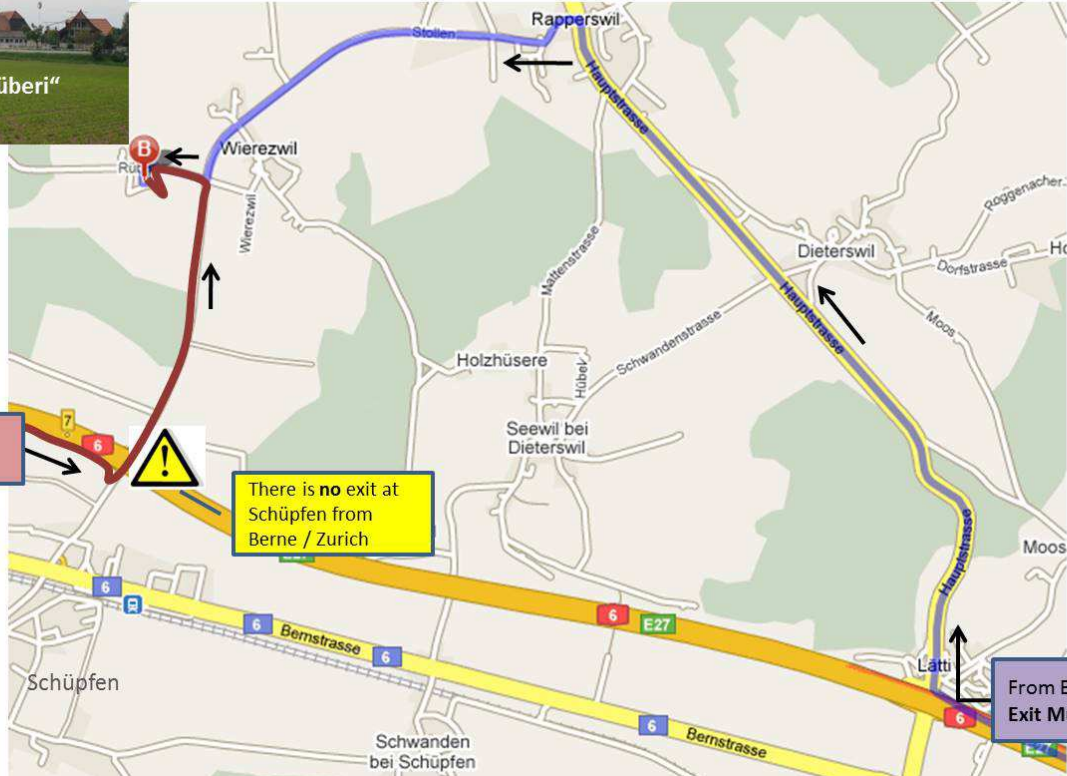 Rapperswil
Stollen
überi“
Hauptstrasse
B
Wierezwil
Roggenacher
Wierezwil
Dieterswil
Mattenstrasse
Dorfstrasse
Hauptstrasse
Moos
Schwandenstrasse
Holzhüsere
Hübel
7
6
Seewil bei
Dieterswil
There is no exit at
Schüpfen from
Berne / Zurich
Hauptstrasse
Moos
6
6
E27
6
Bernstrasse
6
Lätti
Schüpfen
From
Exit
6
E27
6
Bernstrasse
Schwanden
bei Schüpfen